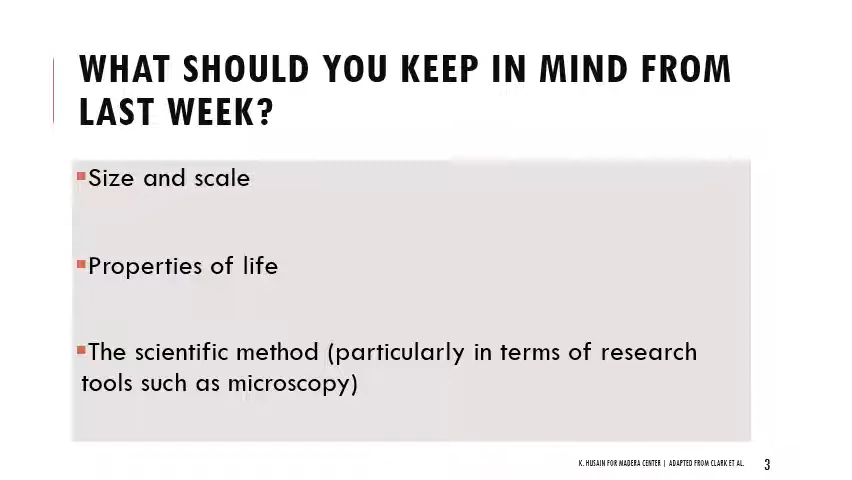 WHAT SHOULD YOU KEEP IN MIND FROM
LAST WEEK?
Size and scale
Properties of life
The scientific method (particularly in terms of research
tools such as microscopy)
K. HUSAIN FOR MADERA CENTER | ADAPTED FROM CLARK ET AL.
3